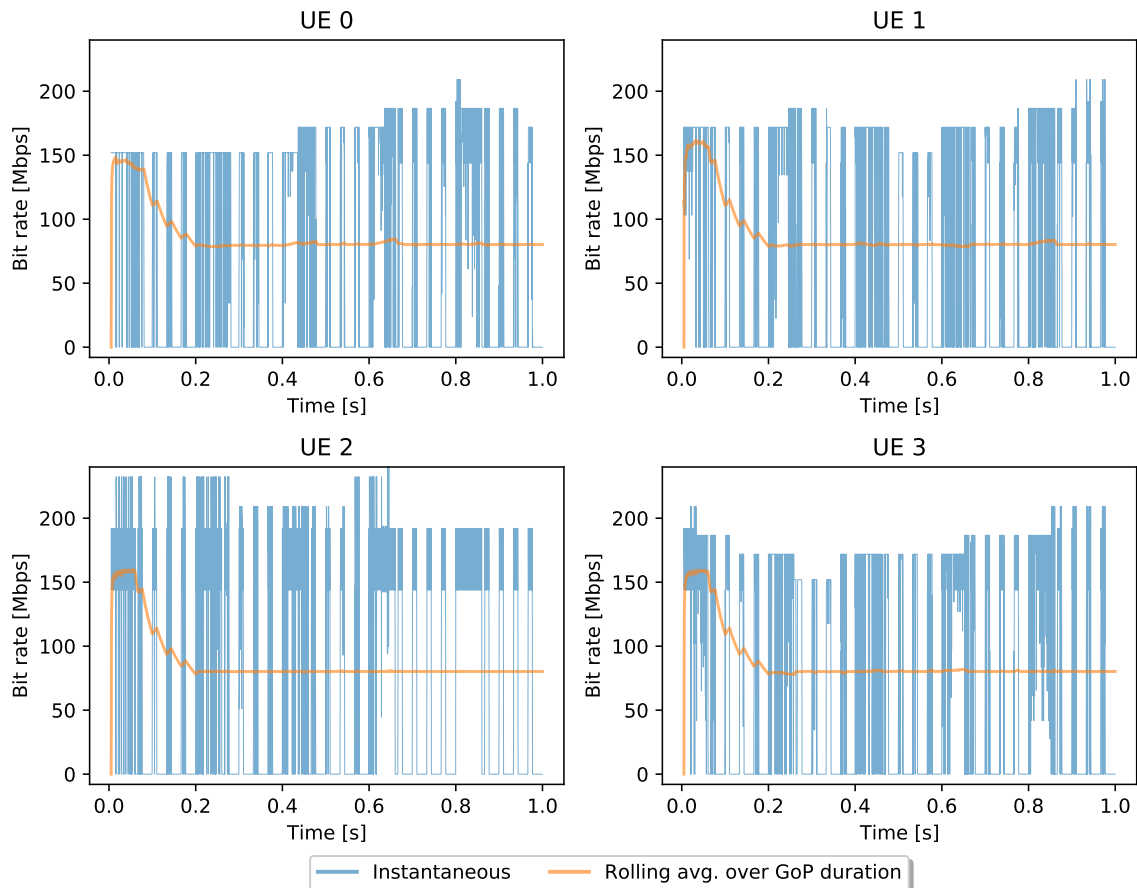 UE 0
UE 1
Bit rate [Mbps]
200
150
100
50
0
0.0 0.2 0.4 0.6 0.8 1.0
Time [s]
Bit rate [Mbps]
200
150
100
50
0
0.0 0.2 0.4 0.6 0.8 1.0
Time [s]
UE 2
UE 3
Bit rate [Mbps]
200
150
100
50
0
0.0 0.2 0.4 0.6 0.8 1.0
Time [s]
Bit rate [Mbps]
200
150
100
50
0
0.0 0.2 0.4 0.6 0.8 1.0
Time [s]
Instantaneous
Rolling avg. over GoP duration